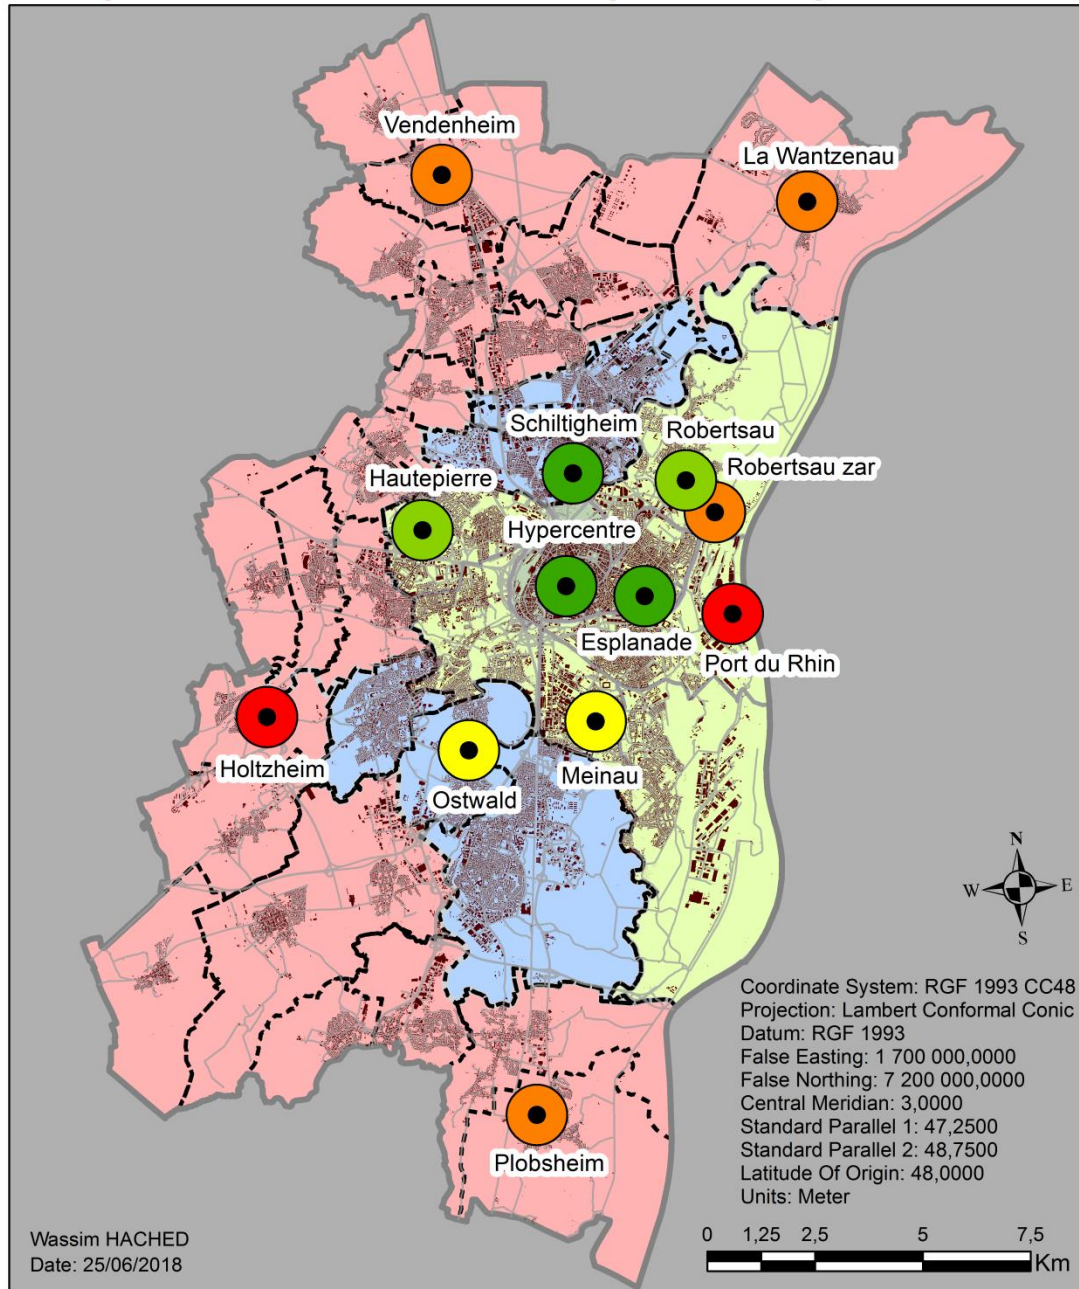 Vendenheim
La Wantzenau
Schiltigheim
Robertsau
Hautepierre
Robertsau zar
Hypercentre
Esplanade
Port du Rhin
Holtzheim
Meinau
Ostwald
N
W
E
S
Coordinate System: RGF 1993 CC48
Projection: Lambert Conformal Conic
Datum: RGF 1993
False Easting: 1 700 000,0000
False Northing: 7 200 000,0000
Central Meridian: 3,0000
Standard Parallel 1: 47,2500
Standard Parallel 2: 48,7500
Latitude Of Origin: 48,0000
Units: Meter
Plobsheim
Wassim HACHED
Date: 25/06/2018
0 1,25 2,5 5 7,5
Km